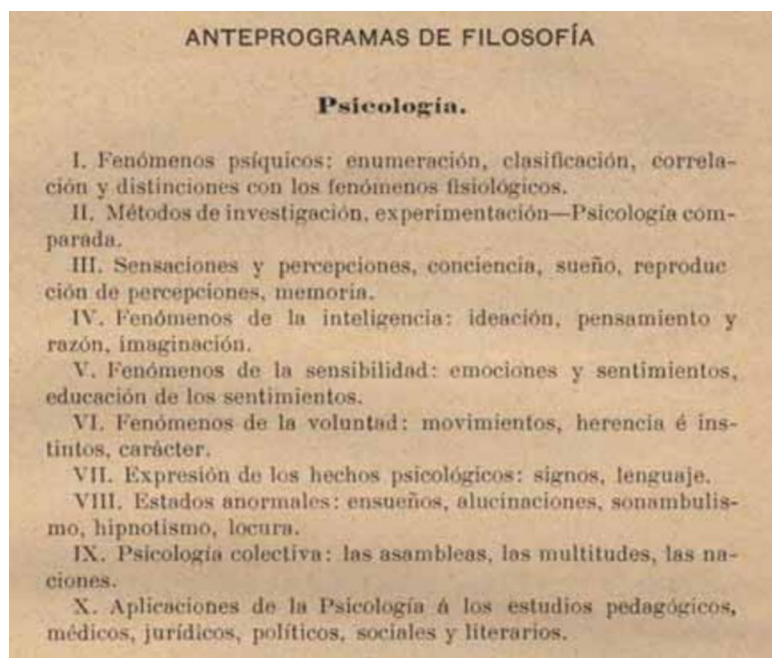 ANTEPROGRAMAS DE FILOSOFÍA
Psicología.
I. Fenómenos psíquicos: enumeración, clasificación, correla-
ción y distinciones con los fenómenos fisiológicos.
II. Métodos de investigación, experimentación—Psicología com-
parada.
III. Sensaciones y percepciones, conciencia, sueño, reproduc
ción de percepciones, memoria.
IV. Fenómenos de la inteligencia: ideación, pensamiento y
razón, imaginación.
V. Fenómenos de la sensibilidad: emociones y sentimientos,
educación de los sentimientos.
VI. Fenómenos de la voluntad: movimientos, herencia é ins-
tintos, carácter.
VII. Expresión de los hechos psicológicos: signos, lenguaje.
VIII. Estados anormales: ensueños, alucinaciones, sonambulis-
mo, hipnotismo, locura.
IX. Psicología colectiva: las asambleas, las multitudes, las na-
ciones.
X. Aplicaciones de la Psicología á los estudios pedagógicos,
médicos, jurídicos, políticos, sociales y literarios.